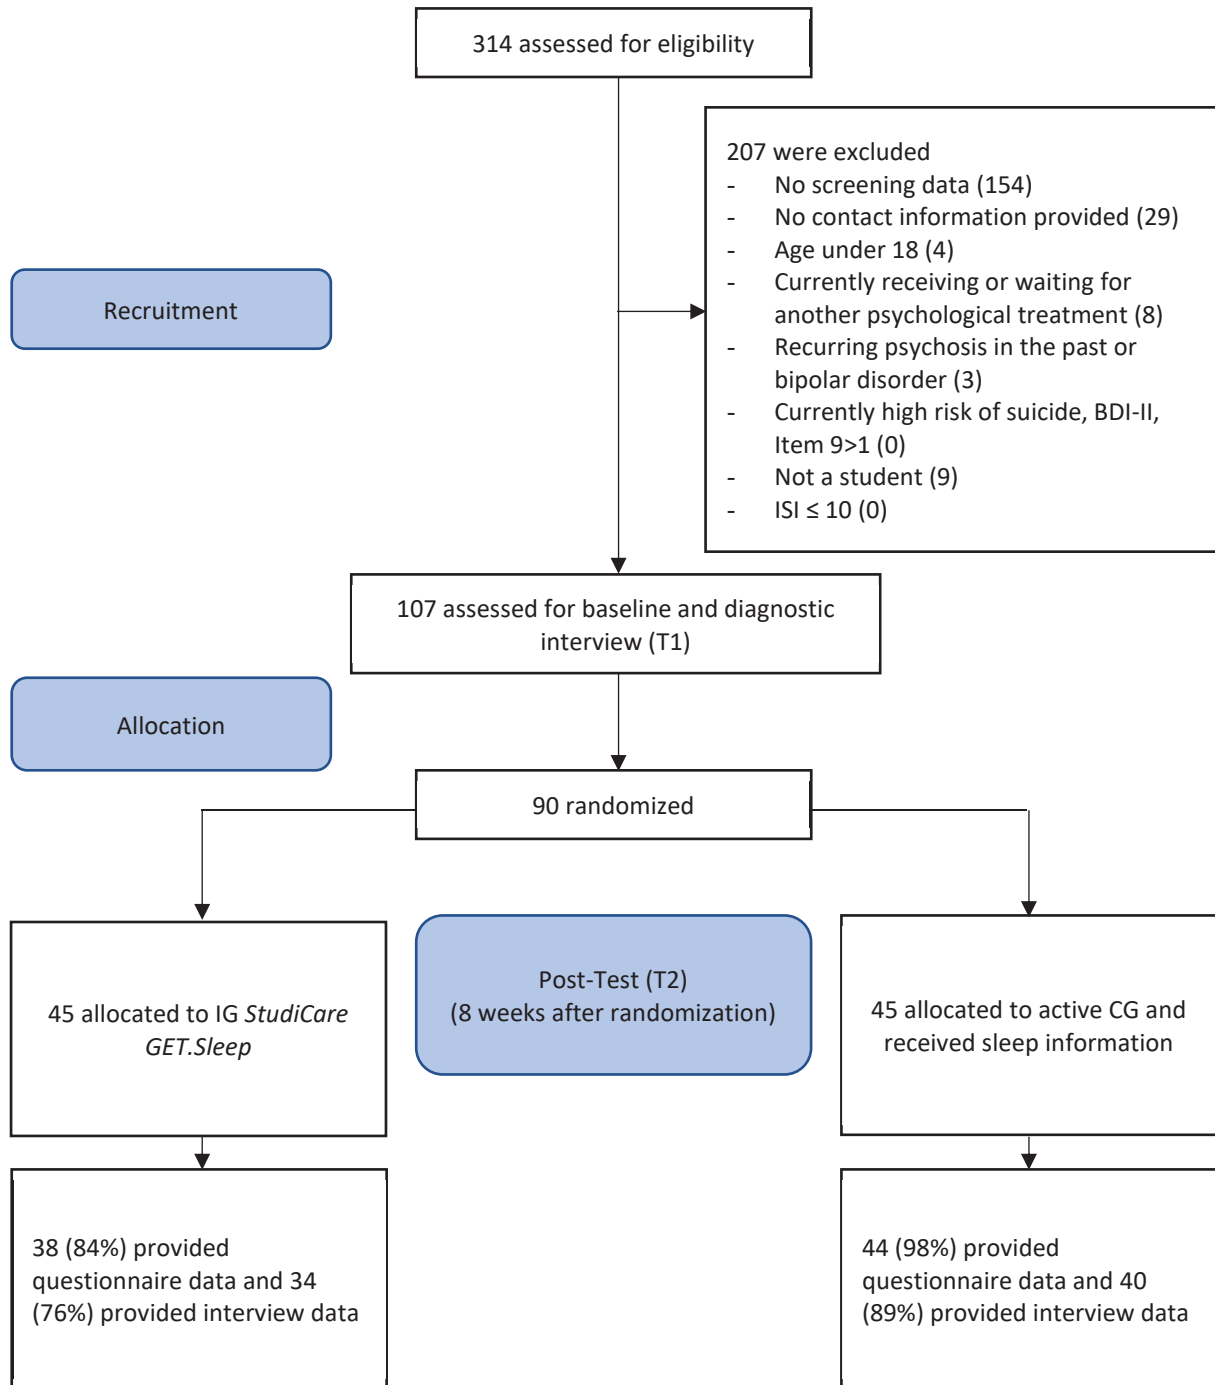 314 assessed for eligibility
207 were excluded
- No screening data (154)
- No contact information provided (29)
- Age under 18 (4)
- Currently receiving or waiting for
another psychological treatment (8)
- Recurring psychosis in the past or
bipolar disorder (3)
- Currently high risk of suicide, BDI-II,
Item 9>1 (0)
- Not a student (9)
- ISI ≤ 10 (0)
Recruitment
107 assessed for baseline and diagnostic
interview (T1)
Allocation
90 randomized
45 allocated to IG StudiCare
GET.Sleep
Post-Test (T2)
(8 weeks after randomization)
45 allocated to active CG and
received sleep information
38 (84%) provided
questionnaire data and 34
(76%) provided interview data
44 (98%) provided
questionnaire data and 40
(89%) provided interview data